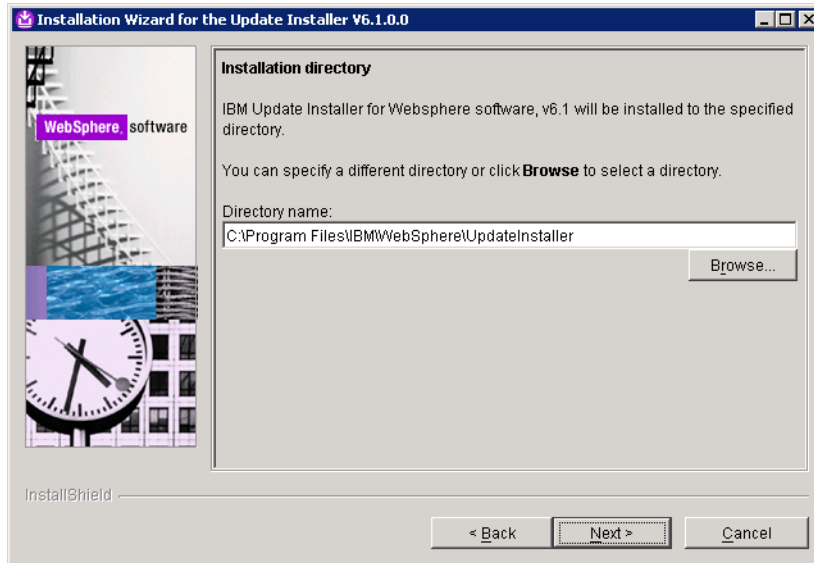 Installation Wizard for the Update Installer V6.1.0.0
Installation directory
IBM Update Installer for Websphere software, v6.1 will be installed to the specified
directory.
You can specify a different directory or click Browse to select a directory.
Directory name:
C:\Program Files\IBM\WebSphere\UpdateInstaller
Browse...
WebSphere. software
InstallShield
< Back
Next >
Cancel